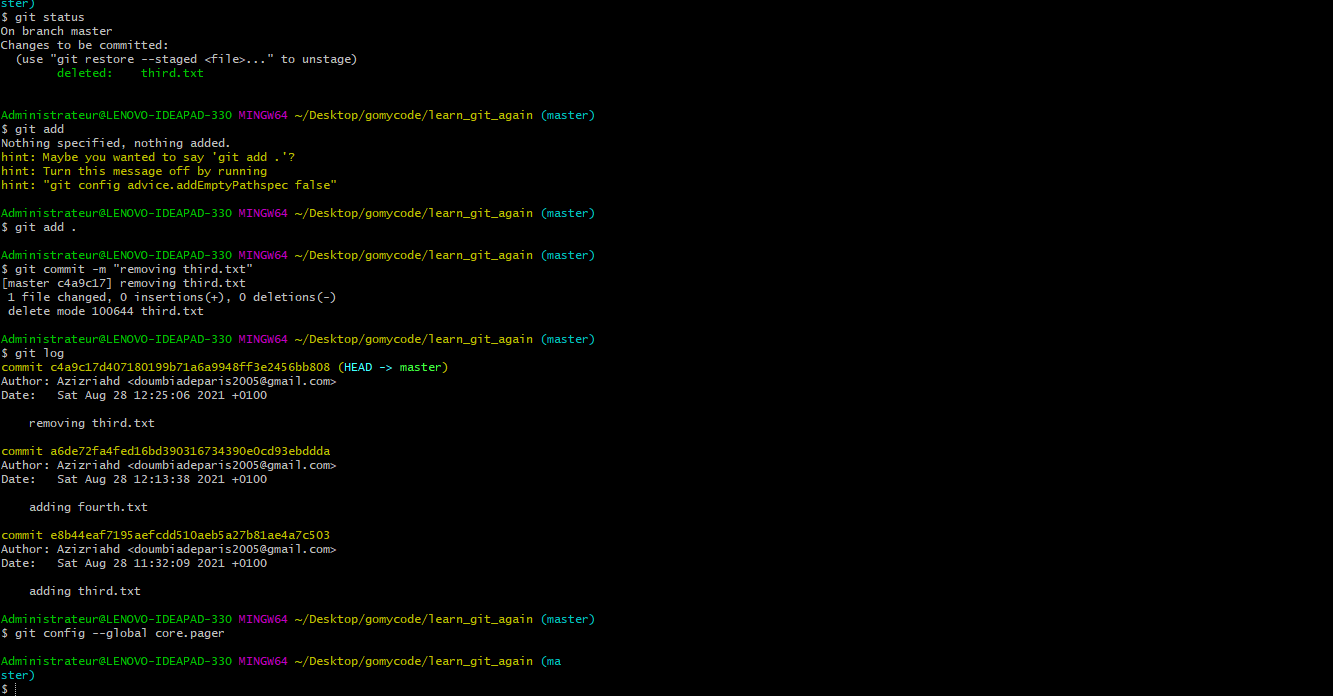 ster)
$ git status
On branch master
Changes to be committed:
  (use "git restore --staged <file>..." to unstage)
        deleted:    third.txt

Administrateur@LENOVO-IDEAPAD-330 MINGW64 ~/Desktop/gomycode/learn_git_again (master)
$ git add
Nothing specified, nothing added.
hint: Maybe you wanted to say 'git add .'?
hint: Turn this message off by running
hint: "git config advice.addEmptyPathspec false"

Administrateur@LENOVO-IDEAPAD-330 MINGW64 ~/Desktop/gomycode/learn_git_again (master)
$ git add .

Administrateur@LENOVO-IDEAPAD-330 MINGW64 ~/Desktop/gomycode/learn_git_again (master)
$ git commit -m "removing third.txt"
[master c4a9c17] removing third.txt
 1 file changed, 0 insertions(+), 0 deletions(-)
 delete mode 100644 third.txt

Administrateur@LENOVO-IDEAPAD-330 MINGW64 ~/Desktop/gomycode/learn_git_again (master)
$ git log
commit c4a9c17d407180199b71a6a9948ff3e2456bb808 (HEAD -> master)
Author: Azizriahd <doumbiadeparis2005@gmail.com>
Date:   Sat Aug 28 12:25:06 2021 +0100

    removing third.txt

commit a6de72fa4fed16bd390316734390e0cd93ebddda
Author: Azizriahd <doumbiadeparis2005@gmail.com>
Date:   Sat Aug 28 12:13:38 2021 +0100

    adding fourth.txt

commit e8b44eaf7195aefcdd510aeb5a27b81ae4a7c503
Author: Azizriahd <doumbiadeparis2005@gmail.com>
Date:   Sat Aug 28 11:32:09 2021 +0100

    adding third.txt

Administrateur@LENOVO-IDEAPAD-330 MINGW64 ~/Desktop/gomycode/learn_git_again (master)
$ git config --global core.pager

Administrateur@LENOVO-IDEAPAD-330 MINGW64 ~/Desktop/gomycode/learn_git_again (ma
ster)
$